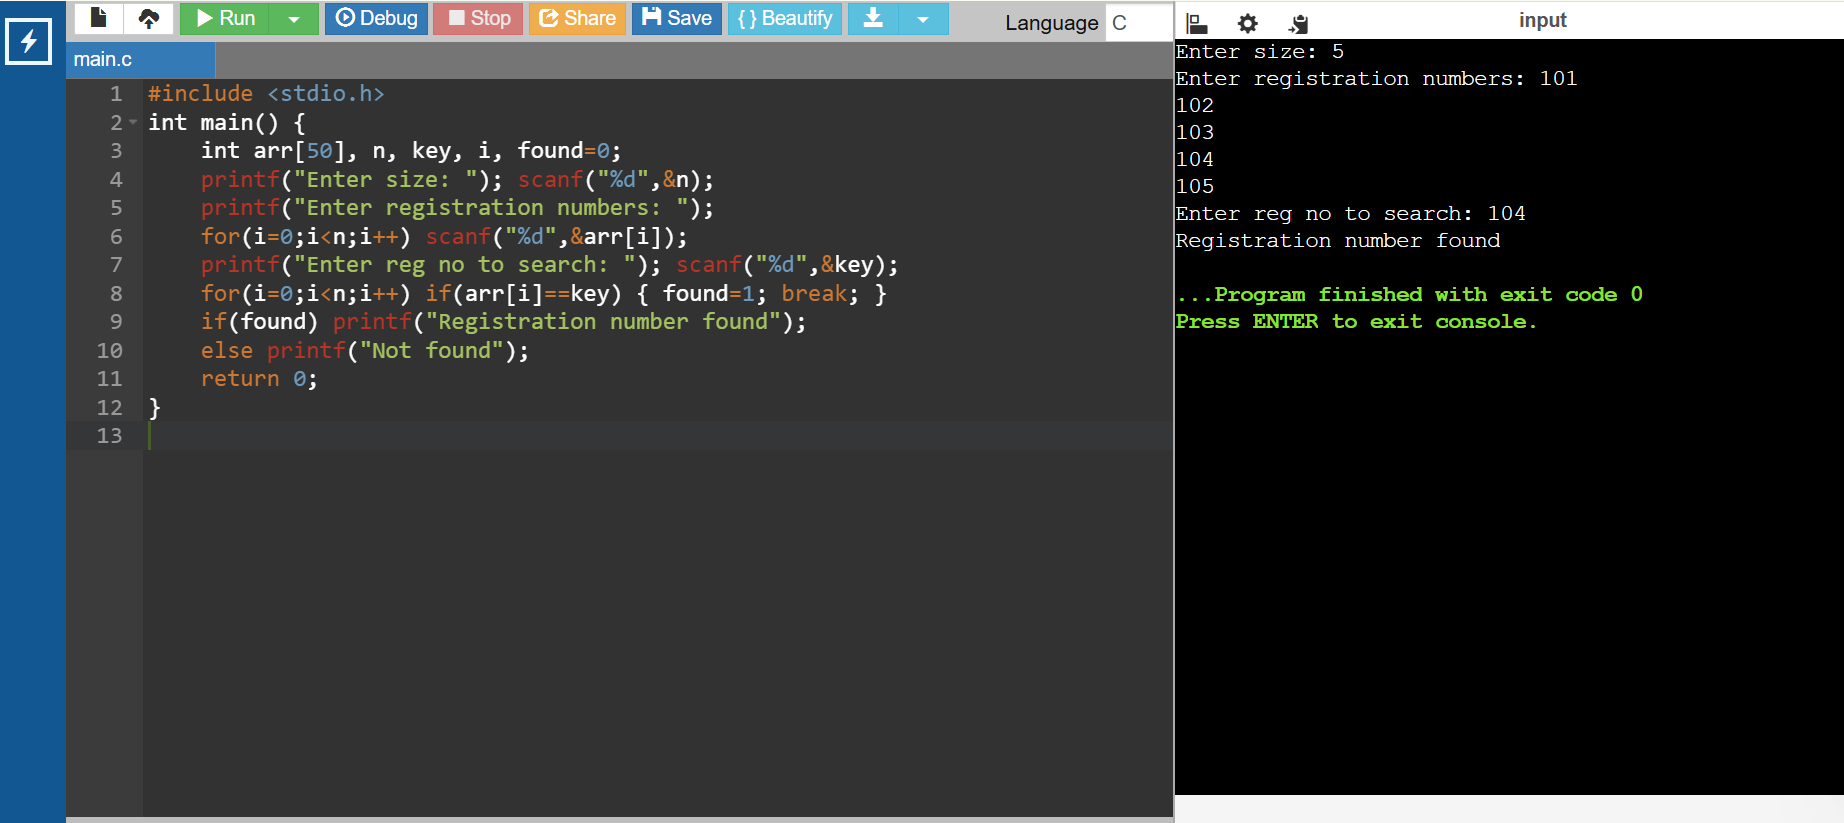 Run Debug Stop Share Save { } Beautify Language C
main.c
1 #include <stdio.h>
2 int main() {
3     int arr[50], n, key, i, found=0;
4     printf("Enter size: "); scanf("%d",&n);
5     printf("Enter registration numbers: ");
6     for(i=0;i<n;i++) scanf("%d",&arr[i]);
7     printf("Enter reg no to search: "); scanf("%d",&key);
8     for(i=0;i<n;i++) if(arr[i]==key) { found=1; break; }
9     if(found) printf("Registration number found");
10     else printf("Not found");
11     return 0;
12 }
13
input
Enter size: 5
Enter registration numbers: 101
102
103
104
105
Enter reg no to search: 104
Registration number found
...Program finished with exit code 0
Press ENTER to exit console.